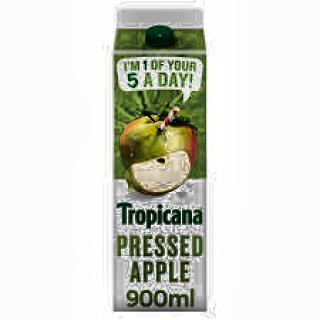 I'M 1 OF YOUR
5 A DAY!
Tropicana
PRESSED
APPLE
900ml